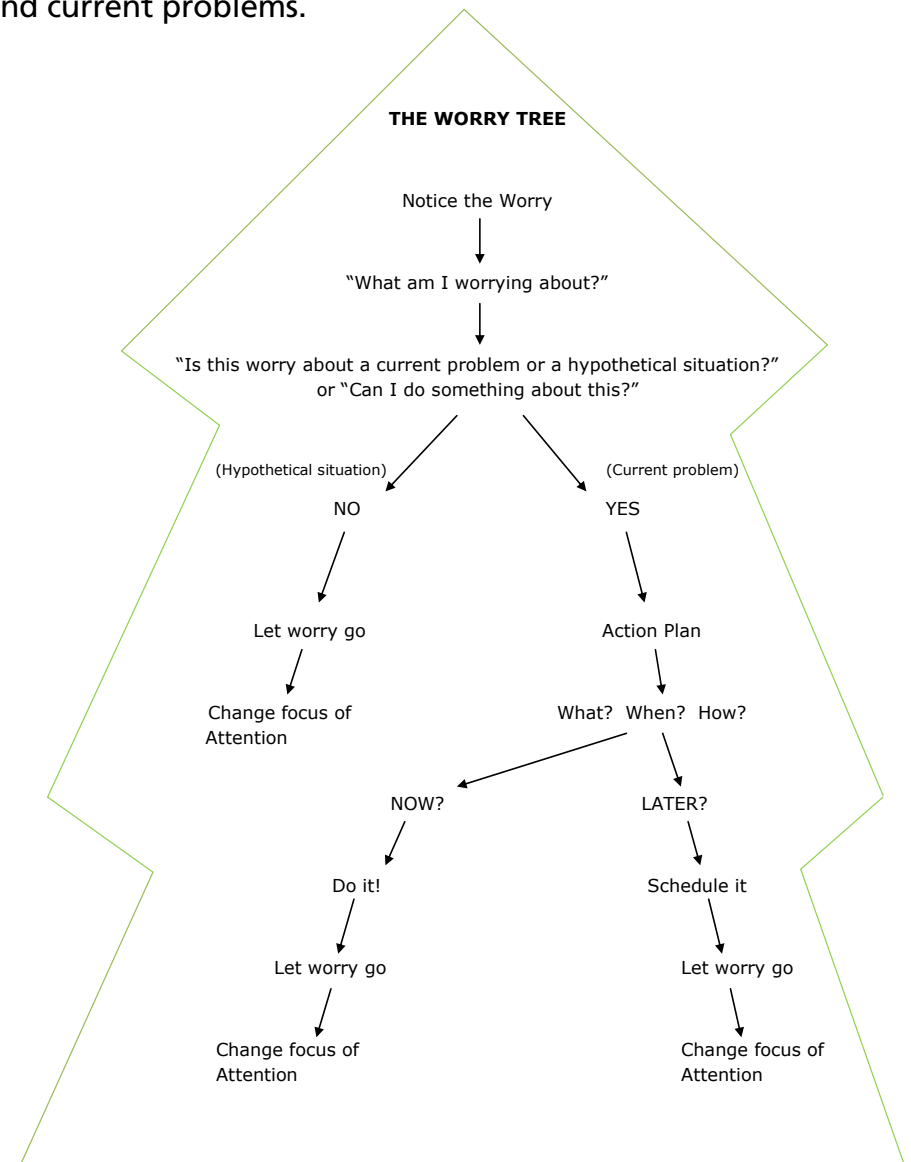 nd current problems.
THE WORRY TREE
Notice the Worry
“What am I worrying about?”
“Is this worry about a current problem or a hypothetical situation?”
or “Can I do something about this?”
(Hypothetical situation)
(Current problem)
NO
YES
Let worry go
Action Plan
Change focus of
Attention
What? When? How?
NOW?
LATER?
Do it!
Schedule it
Let worry go
Let worry go
Change focus of
Attention
Change focus of
Attention